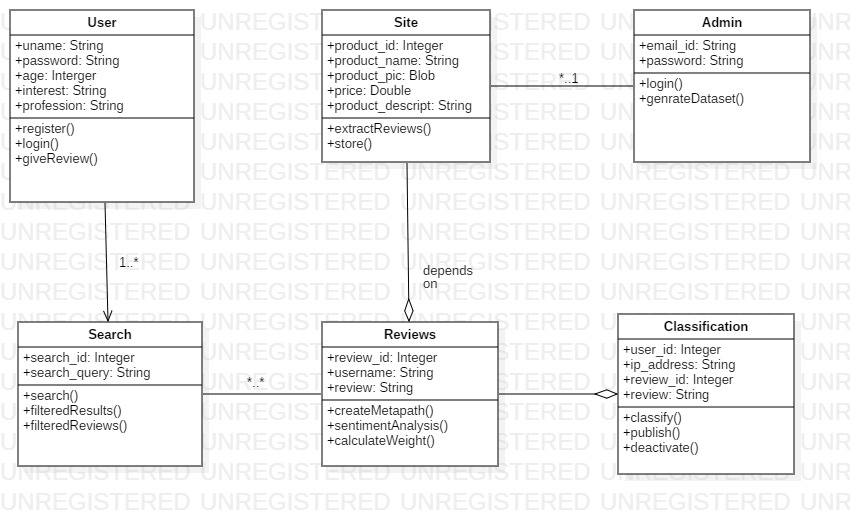 User
+uname: String
+password: String
+age: Interger
+interest: String
+profession: String
+register()
+login()
+giveReview()
Site
+product_id: Integer
+product_name: String
+product_pic: Blob
+price: Double
+product_descript: String
+extractReviews()
+store()
*..1
Admin
+email_id: String
+password: String
+login()
+genrateDataset()
1..*
depends
on
Search
+search_id: Integer
+search_query: String
+search()
+filteredResults()
+filteredReviews()
*..*
Reviews
+review_id: Integer
+username: String
+review: String
+createMetapath()
+sentimentAnalysis()
+calculateWeight()
Classification
+user_id: Integer
+ip_address: String
+review_id: Integer
+review: String
+classify()
+publish()
+deactivate()
UNREGISTERED